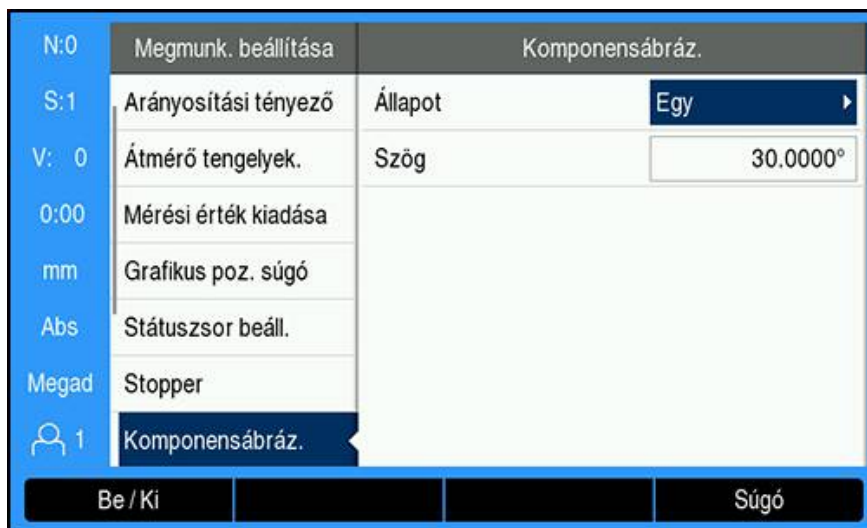 N:0
Megmunk. beállítása
Komponensábráz.
S:1
Arányosítási tényező
Állapot
Egy
V: 0
Átmérő tengelyek.
Szög
30.0000°
0:00
Mérési érték kiadása
mm
Grafikus poz. súgó
Abs
Státuszsor beáll.
Megad
Stopper
1
Komponensábráz.
Be / Ki
Súgó